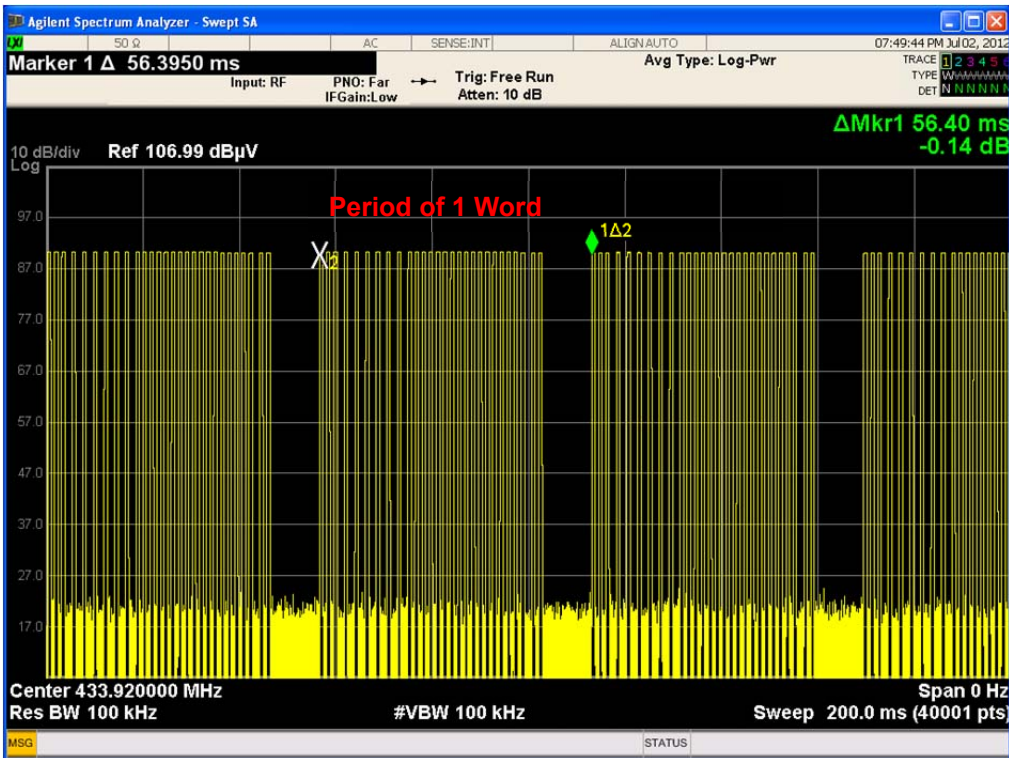 Agilent Spectrum Analyzer - Swept SA
LXI 50 Ω AC SENSE:INT ALIGN AUTO 07:49:44 PM Jul 02, 2012
Marker 1 Δ 56.3950 ms
Input: RF PNO: Far Trig: Free Run Avg Type: Log-Pwr TRACE 1 2 3 4 5 6
IFGain:Low Atten: 10 dB TYPE W
DET N N N N N N
ΔMkr1 56.40 ms
-0.14 dB
10 dB/div Ref 106.99 dBµV
Log
Period of 1 Word
97.0
1Δ2
X2
87.0
77.0
67.0
57.0
47.0
37.0
27.0
17.0
Center 433.920000 MHz Span 0 Hz
Res BW 100 kHz #VBW 100 kHz Sweep 200.0 ms (40001 pts)
MSG STATUS